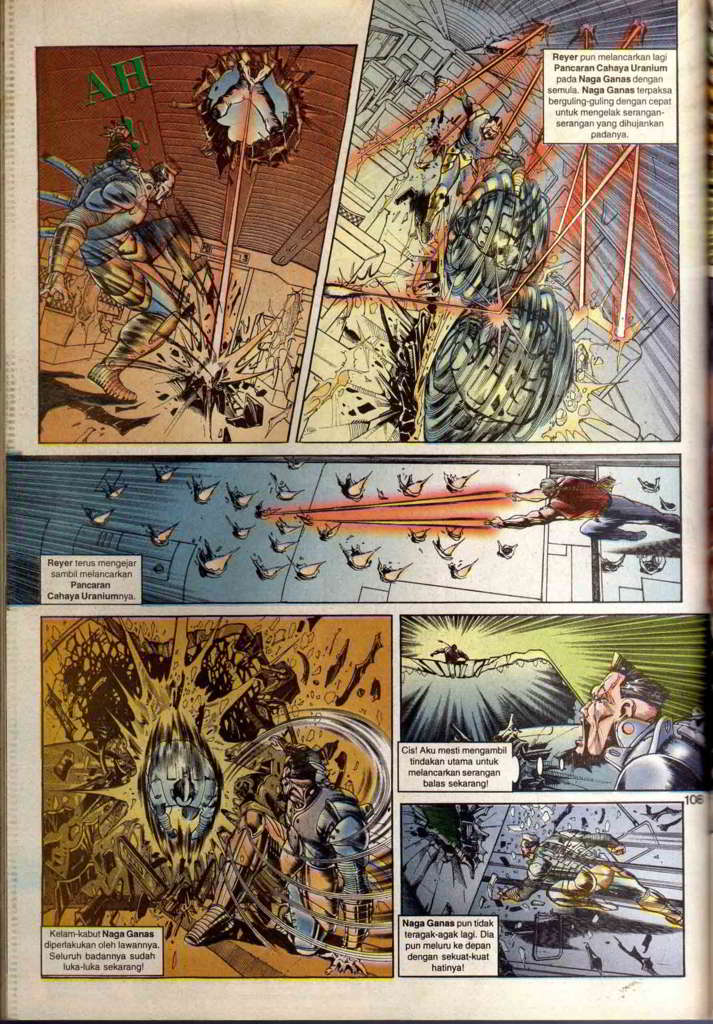 AH
!
Reyer pun melancarkan lagi
Pancaran Cahaya Uranium
pada Naga Ganas dengan
semula. Naga Ganas terpaksa
berguling-guling dengan cepat
untuk mengelak serangan-
serangan yang dihujankan
padanya.
Reyer terus mengejar
sambil melancarkan
Pancaran
Cahaya Uraniumnya.
Kelam-kabut Naga Ganas
diperlakukan oleh lawannya.
Seluruh badannya sudah
luka-luka sekarang!
Cis! Aku mesti mengambil
tindakan utama untuk
melancarkan serangan
balas sekarang!
106
Naga Ganas pun tidak
teragak-agak lagi. Dia
pun meluru ke depan
dengan sekuat-kuat
hatinya!